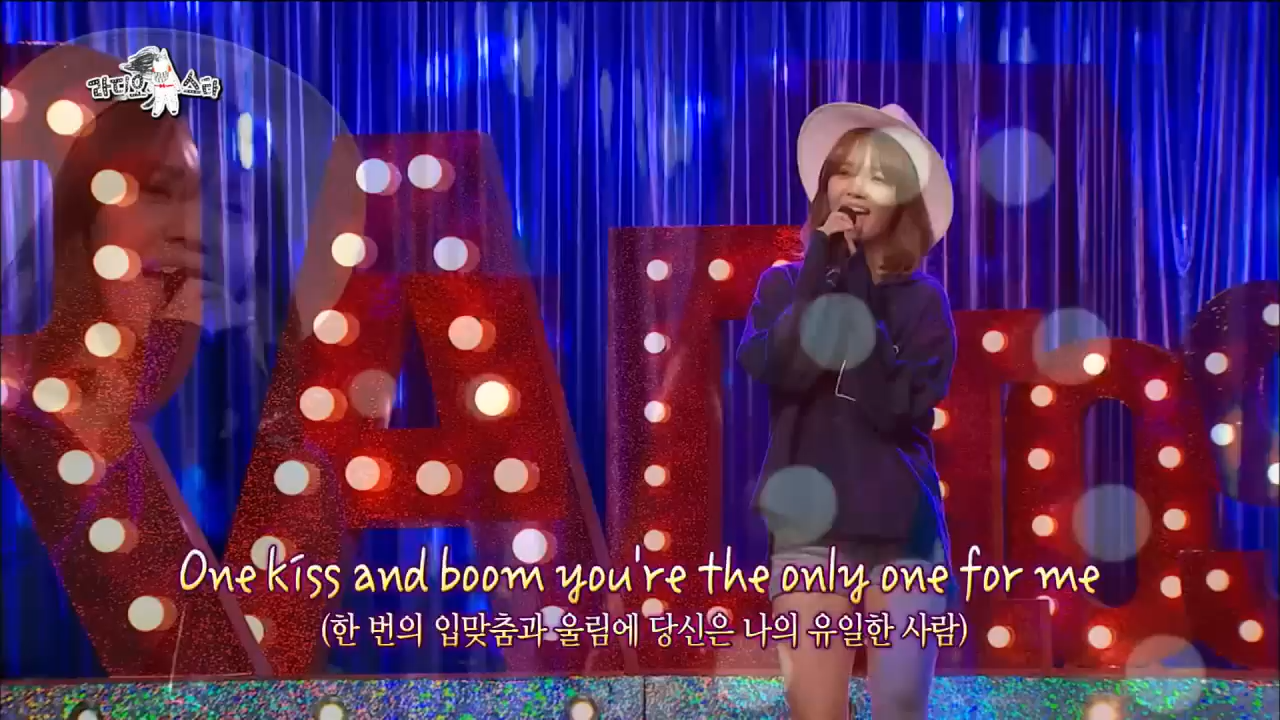 라디오 스타
RADIOS
One kiss and boom you're the only one for me
(한 번의 입맞춤과 울림에 당신은 나의 유일한 사람)